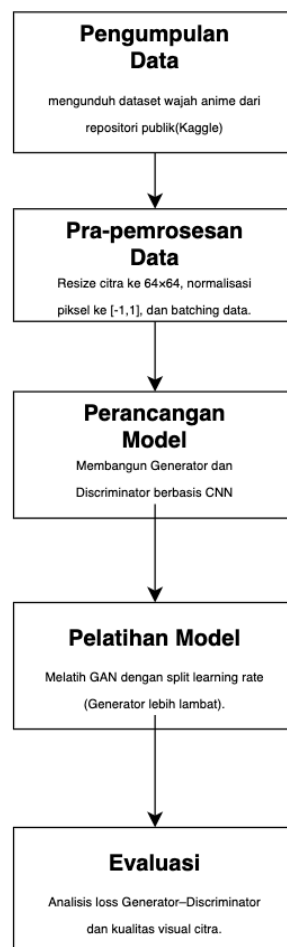 Pengumpulan
Data
mengunduh dataset wajah anime dari
repositori publik(Kaggle)
Pra-pemrosesan
Data
Resize citra ke 64×64, normalisasi
piksel ke [-1,1], dan batching data.
Perancangan
Model
Membangun Generator dan
Discriminator berbasis CNN
Pelatihan Model
Melatih GAN dengan split learning rate
(Generator lebih lambat).
Evaluasi
Analisis loss Generator–Discriminator
dan kualitas visual citra.